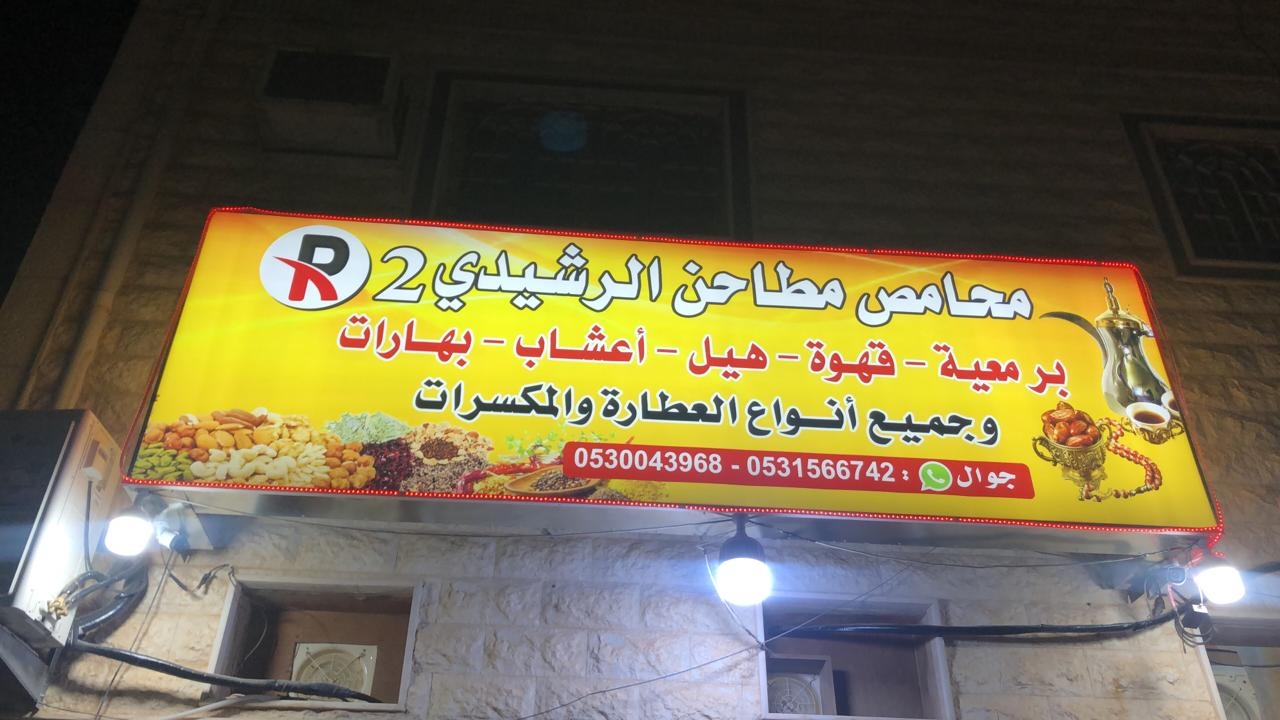 محامص مطاحن الرشيدي 2 R
بر معية - قهوة - هيل - أعشاب - بهارات
وجميع أنواع العطارة والمكسرات
جوال : 0531566742 - 0530043968